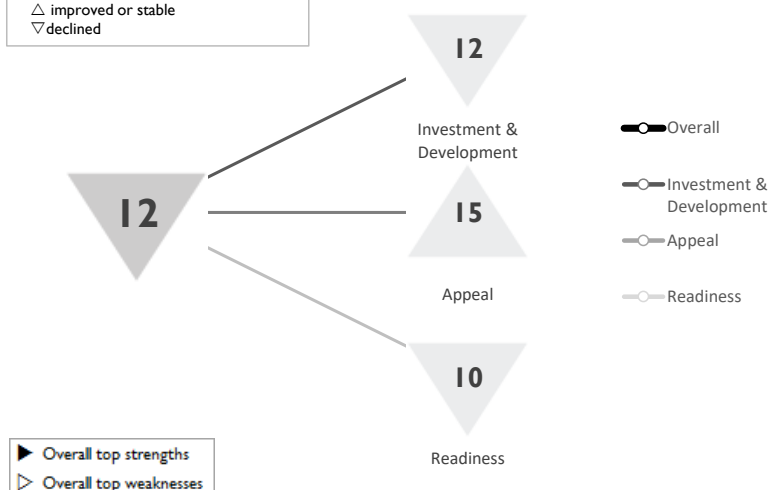 △ improved or stable
▽ declined
12
12
Investment &
Development
15
Appeal
10
Readiness
Overall
Investment &
Development
Appeal
Readiness
▶ Overall top strengths
▷ Overall top weaknesses